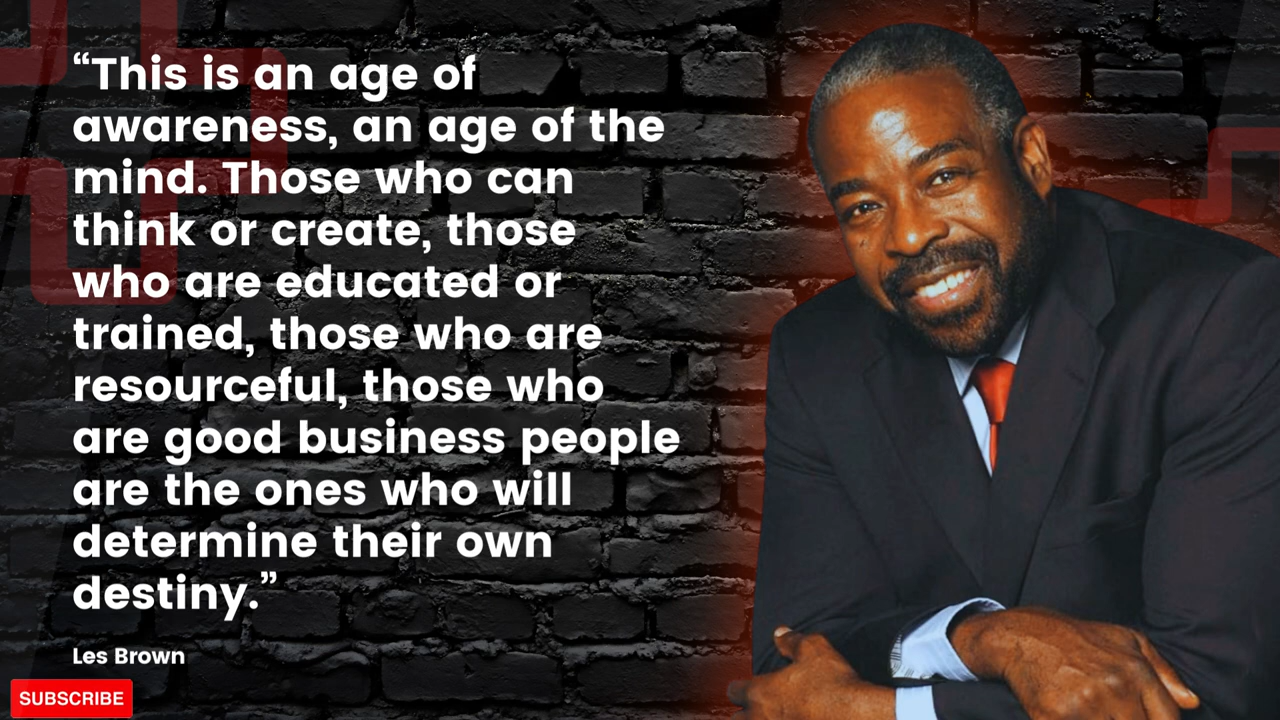 “This is an age of
awareness, an age of the
mind. Those who can
think or create, those
who are educated or
trained, those who are
resourceful, those who
are good business people
are the ones who will
determine their own
destiny.”
Les Brown
SUBSCRIBE